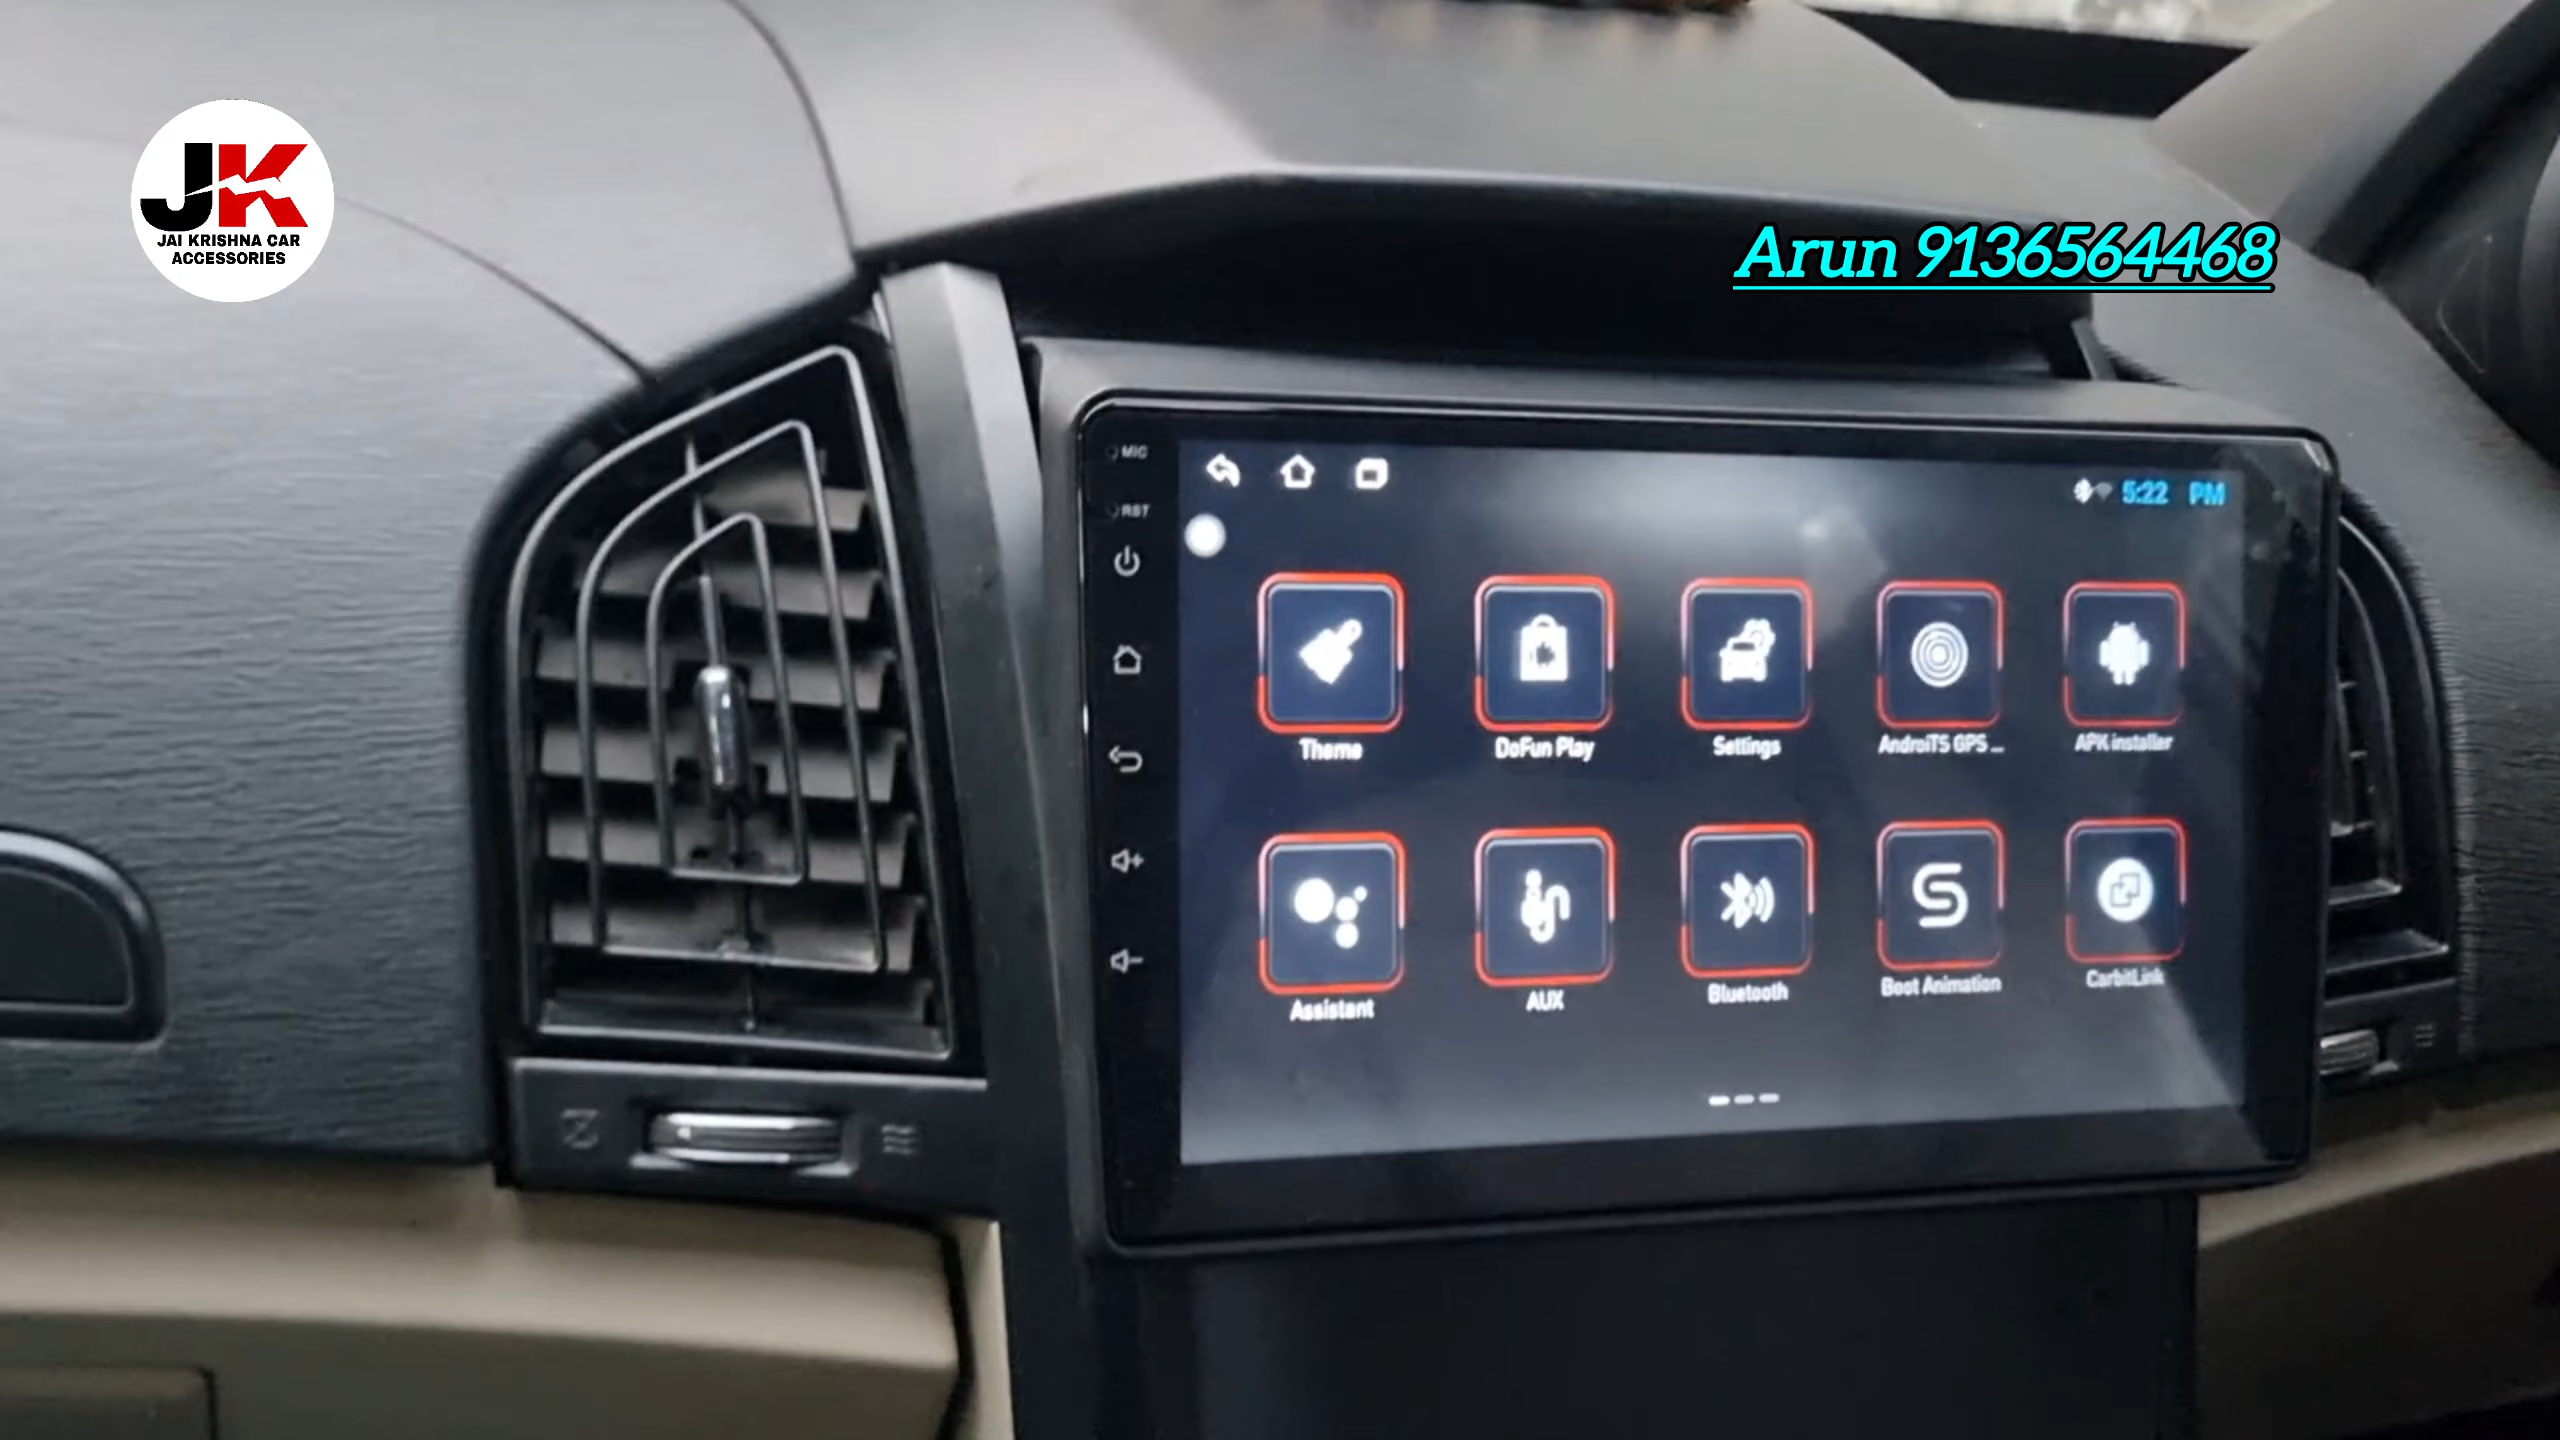 JK
JAI KRISHNA CAR
ACCESSORIES
Arun 9136564468
MIC
RST
5:22 PM
Theme
DoFun Play
Settings
AndroiTS GPS ...
APK installer
Assistant
AUX
Bluetooth
Boot Animation
CarbitLink